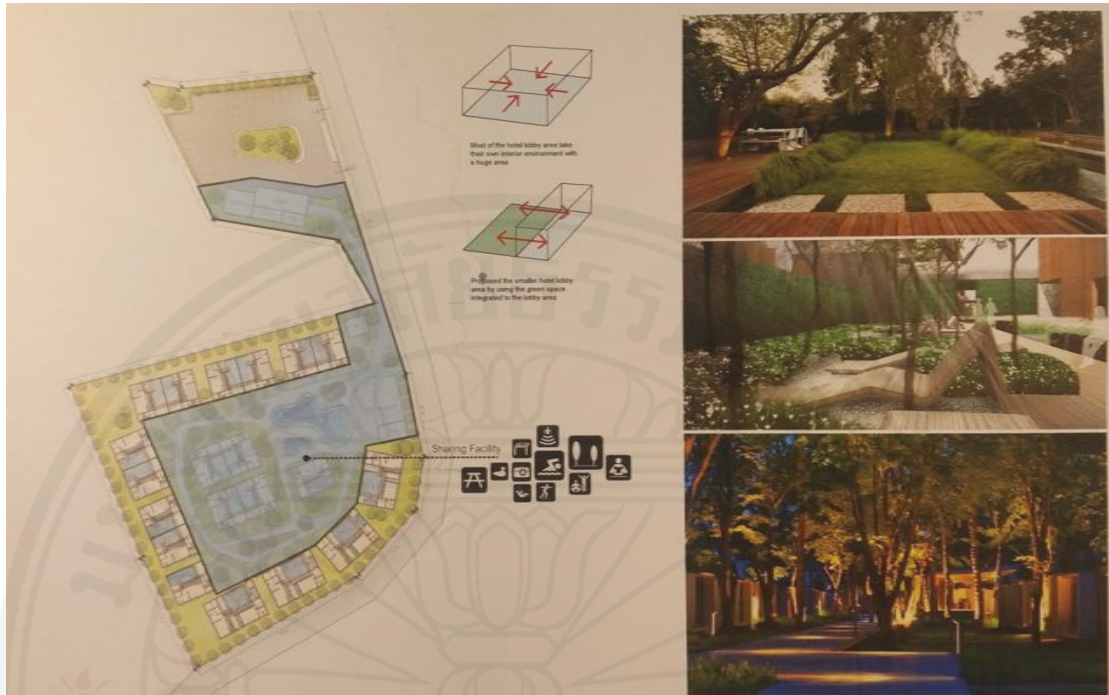 Most of the hotel lobby area take
their own interior environment with
a huge area
Proposed the smaller hotel lobby
area by using the green space
integrated to the lobby area
Sharing Facility